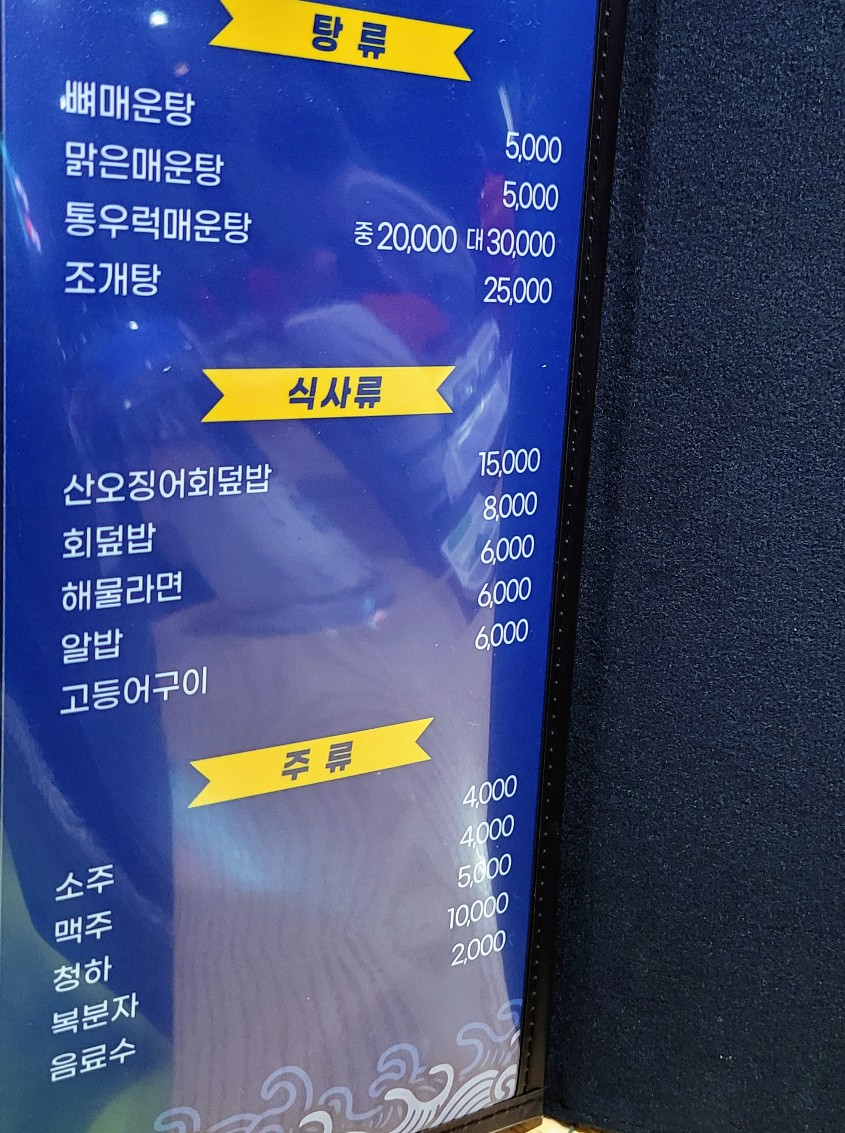 탕 류
뼈매운탕 5,000
맑은매운탕 5,000
통우럭매운탕 중 20,000 대 30,000
조개탕 25,000
식사류
산오징어회덮밥 15,000
회덮밥 8,000
해물라면 6,000
알밥 6,000
고등어구이 6,000
주 류
소주 4,000
맥주 4,000
청하 5,000
복분자 10,000
음료수 2,000